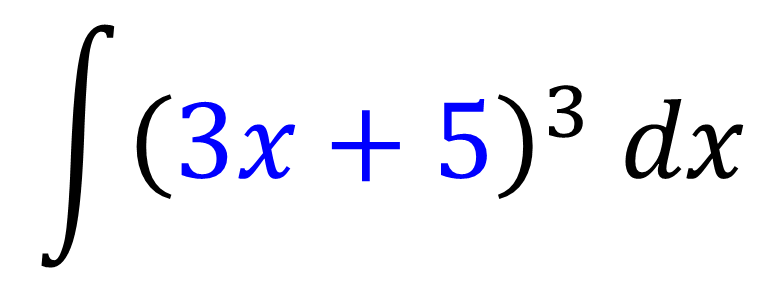 ∫(3x + 5)³ dx